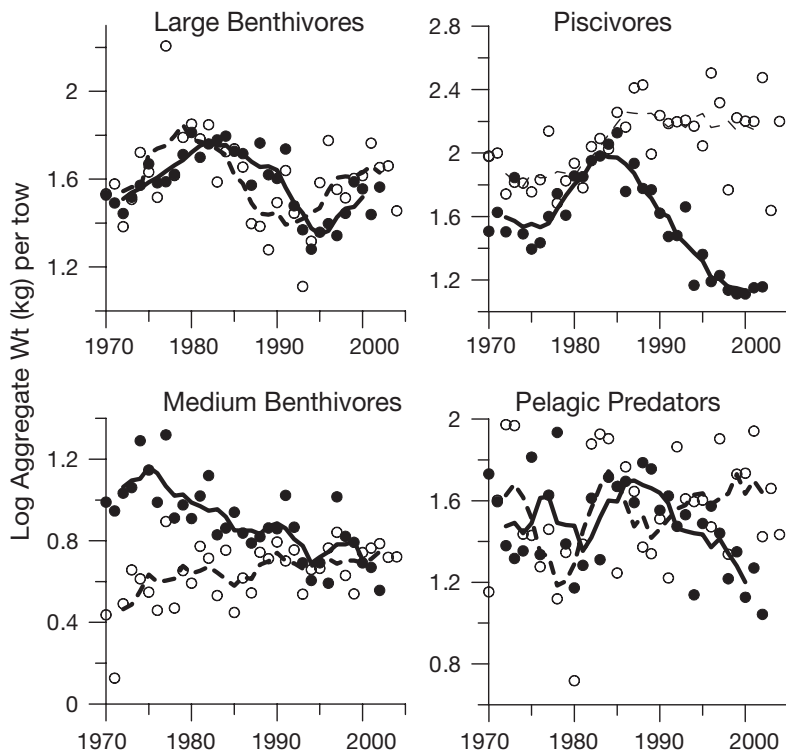 Large Benthivores
Piscivores
2
1.6
1.2
2.8
2.4
2
1.6
1.2
1970 1980 1990 2000
1970 1980 1990 2000
Log Aggregate Wt (kg) per tow
Medium Benthivores
Pelagic Predators
1.2
0.8
0.4
0
2
1.6
1.2
0.8
1970 1980 1990 2000
1970 1980 1990 2000